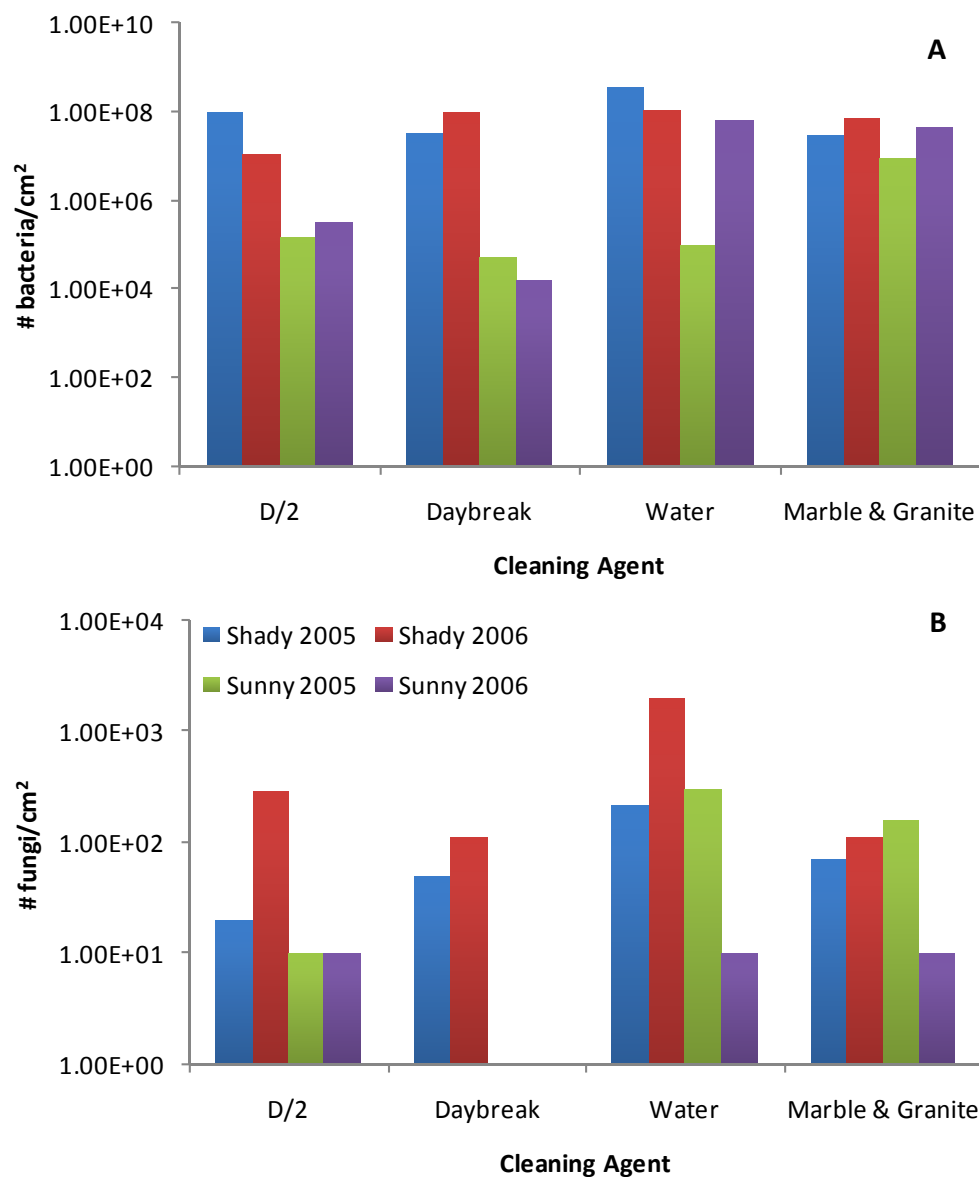 1.00E+10
A
1.00E+08
1.00E+06
1.00E+04
1.00E+02
1.00E+00
# bacteria/cm²
D/2 Daybreak Water Marble & Granite
Cleaning Agent
1.00E+04
B
Shady 2005 Shady 2006
Sunny 2005 Sunny 2006
1.00E+03
1.00E+02
1.00E+01
1.00E+00
# fungi/cm²
D/2 Daybreak Water Marble & Granite
Cleaning Agent